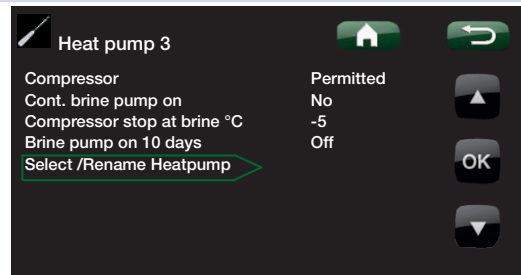 Heat pump 3
Compressor Permitted
Cont. brine pump on No
Compressor stop at brine °C -5
Brine pump on 10 days Off
Select /Rename Heatpump
OK